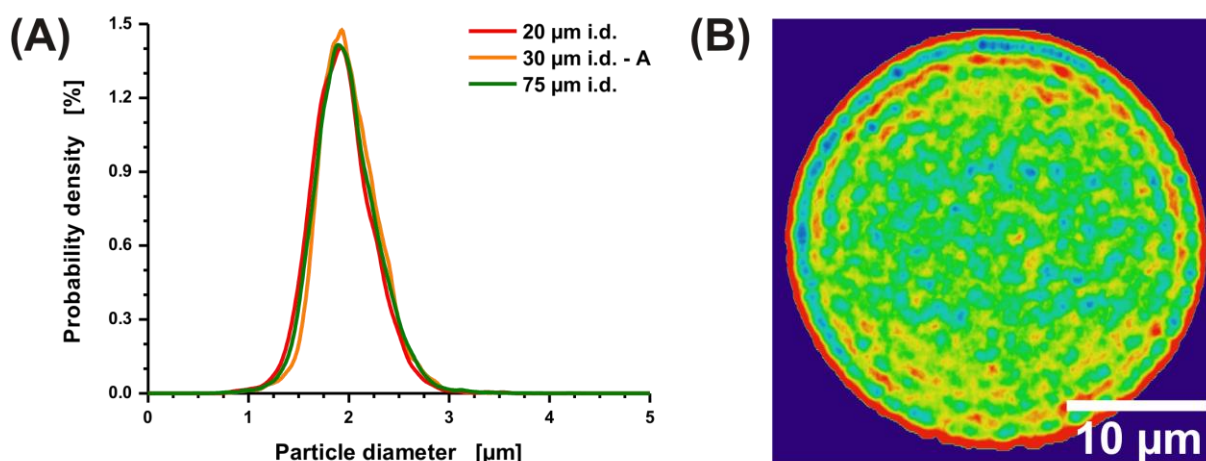 (A)
Probability density [%]
1.5
1.2
0.9
0.6
0.3
0.0
20 µm i.d.
30 µm i.d. - A
75 µm i.d.
0 1 2 3 4 5
Particle diameter [µm]
(B)
10 µm